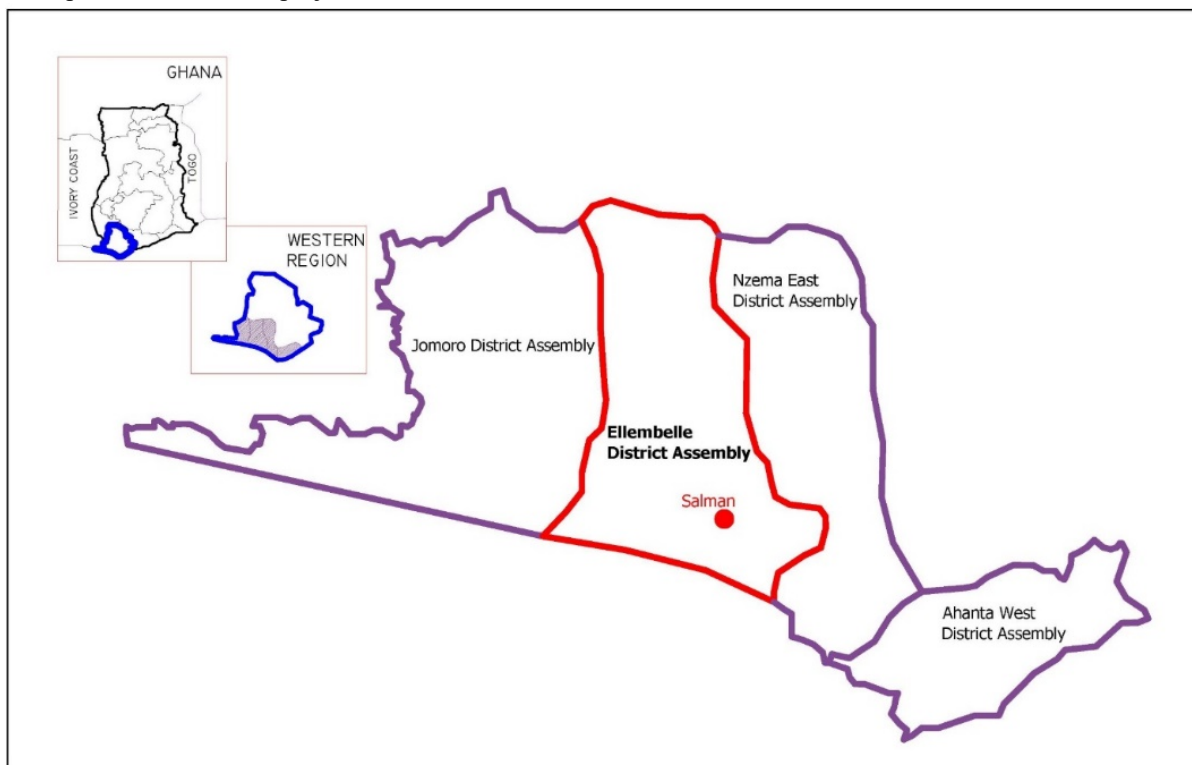 GHANA
IVORY COAST
TOGO
WESTERN
REGION
Jomoro District Assembly
Nzema East
District Assembly
Ellembelle
District Assembly
Salman
Ahanta West
District Assembly